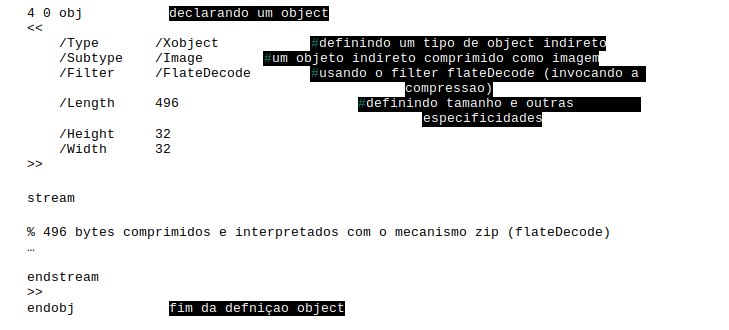 4 0 obj declarando um object
<<
/Type /Xobject #definindo um tipo de object indireto
/Subtype /Image #um objeto indireto comprimido como imagem
/Filter /FlateDecode #usando o filter flateDecode (invocando a
compressao)
/Length 496 #definindo tamanho e outras
especificidades
/Height 32
/Width 32
>>
stream
% 496 bytes comprimidos e interpretados com o mecanismo zip (flateDecode)
…
endstream
>>
endobj fim da defniçao object